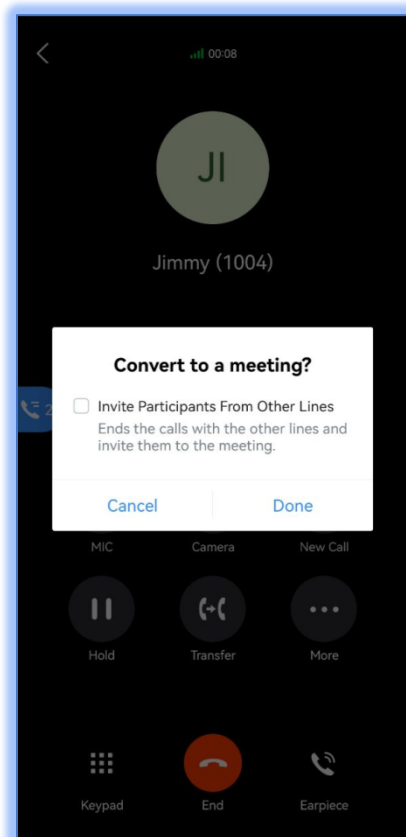 00:08
JI
Jimmy (1004)
2
Convert to a meeting?
Invite Participants From Other Lines
Ends the calls with the other lines and
invite them to the meeting.
Cancel Done
MIC Camera New Call
Hold Transfer More
Keypad End Earpiece